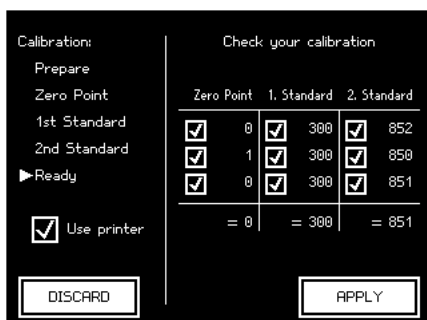 Calibration:
Prepare
Zero Point
1st Standard
2nd Standard
Ready
Use printer
DISCARD
Check your calibration
Zero Point 1. Standard 2. Standard
0 300 852
1 300 850
0 300 851
= 0 = 300 = 851
APPLY